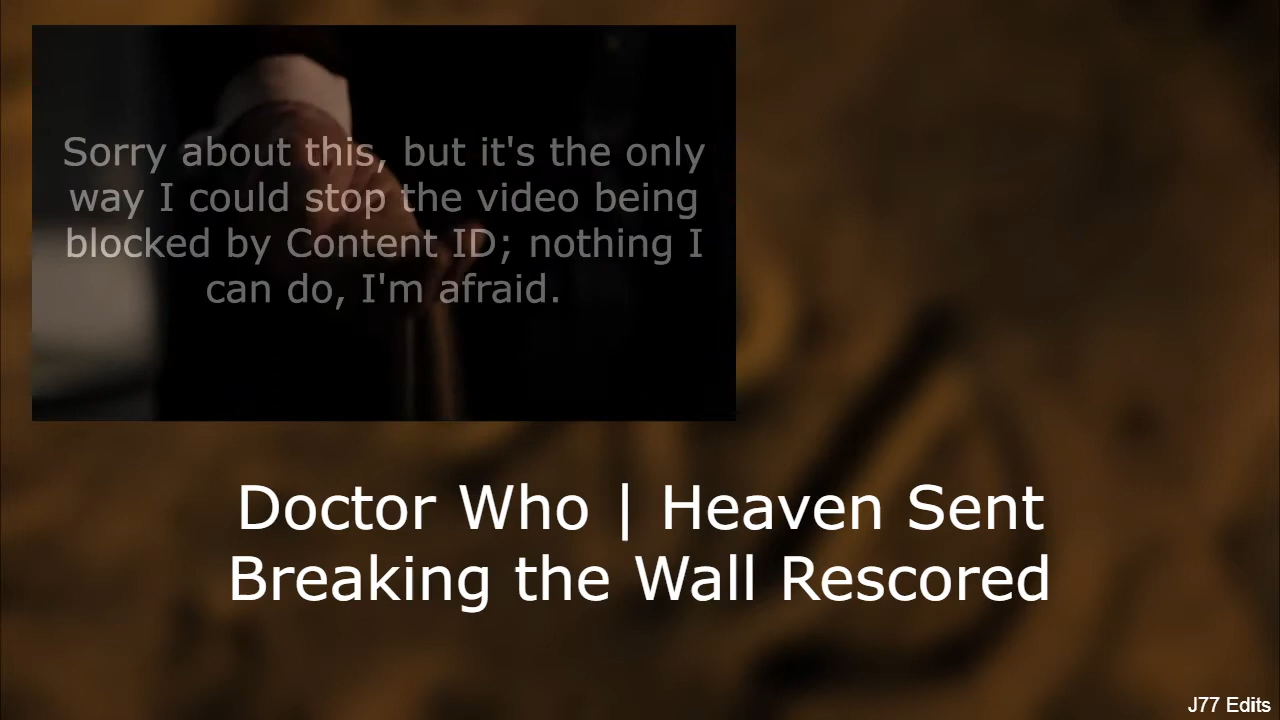 Sorry about this, but it's the only
way I could stop the video being
blocked by Content ID; nothing I
can do, I'm afraid.
Doctor Who | Heaven Sent
Breaking the Wall Rescored
J77 Edits